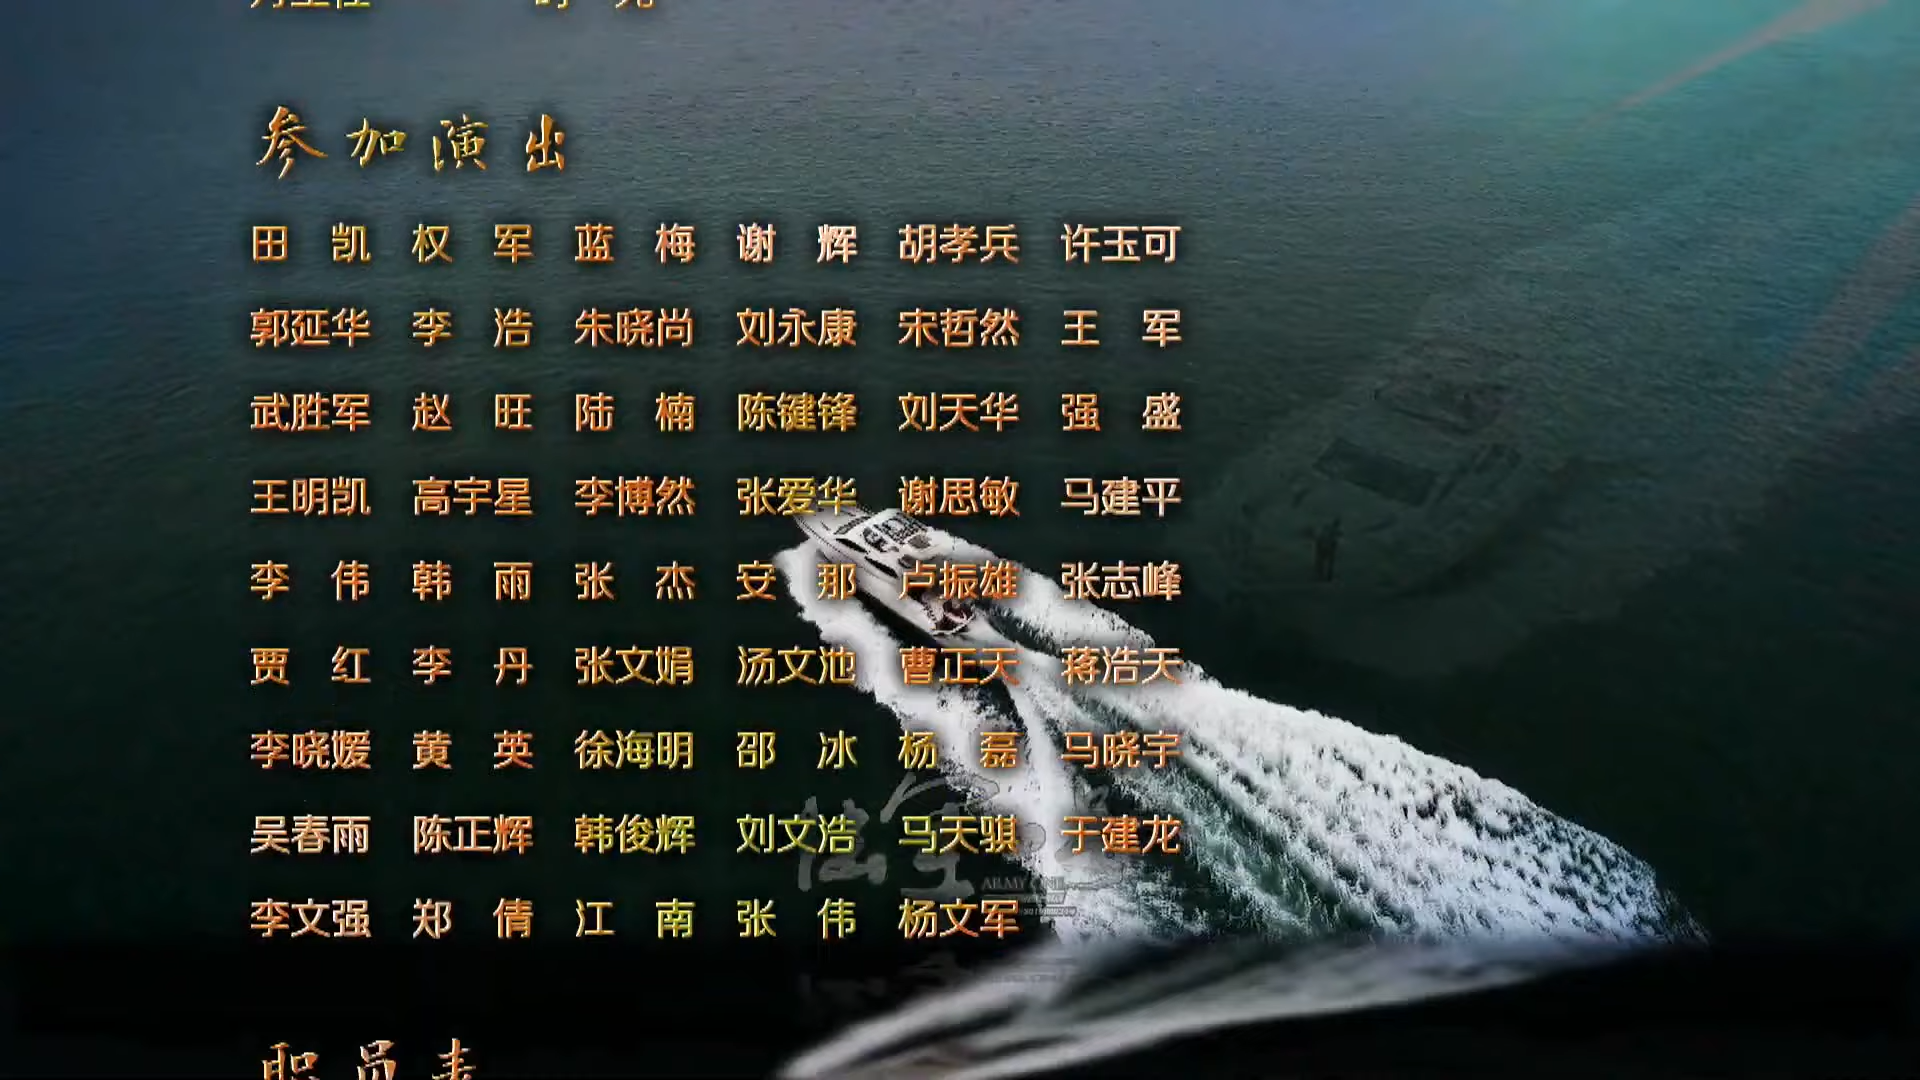 参加演出
田 凯 权 军 蓝 梅 谢 辉 胡孝兵 许玉可
郭延华 李 浩 朱晓尚 刘永康 宋哲然 王 军
武胜军 赵 旺 陆 楠 陈键锋 刘天华 强 盛
王明凯 高宇星 李博然 张爱华 谢思敏 马建平
李 伟 韩 雨 张 杰 安 那 卢振雄 张志峰
贾 红 李 丹 张文娟 汤文池 曹正天 蒋浩天
李晓媛 黄 英 徐海明 邵 冰 杨 磊 马晓宇
吴春雨 陈正辉 韩俊辉 刘文浩 马天骐 于建龙
李文强 郑 倩 江 南 张 伟 杨文军
职员表